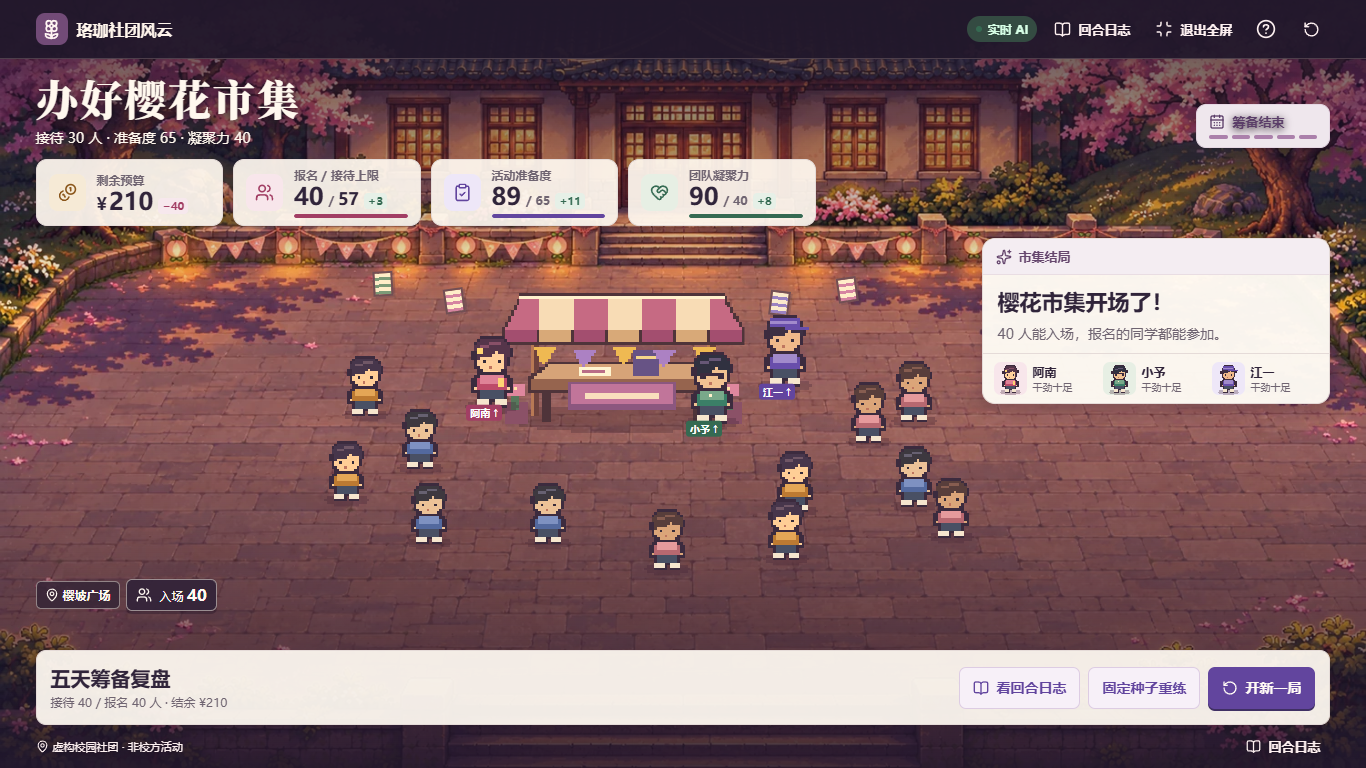 珞珈社团风云
实时 AI
回合日志
退出全屏
办好樱花市集
接待 30 人 · 准备度 65 · 凝聚力 40
筹备结束
剩余预算
¥210 −40
报名 / 接待上限
40 / 57 +3
活动准备度
89 / 65 +11
团队凝聚力
90 / 40 +8
市集结局
樱花市集开场了！
40 人能入场，报名的同学都能参加。
阿南
干劲十足
小予
干劲十足
江一
干劲十足
阿南↑
小予↑
江一↑
樱坡广场
入场 40
五天筹备复盘
接待 40 / 报名 40 人 · 结余 ¥210
看回合日志
固定种子重练
开新一局
虚构校园社团 · 非校方活动
回合日志